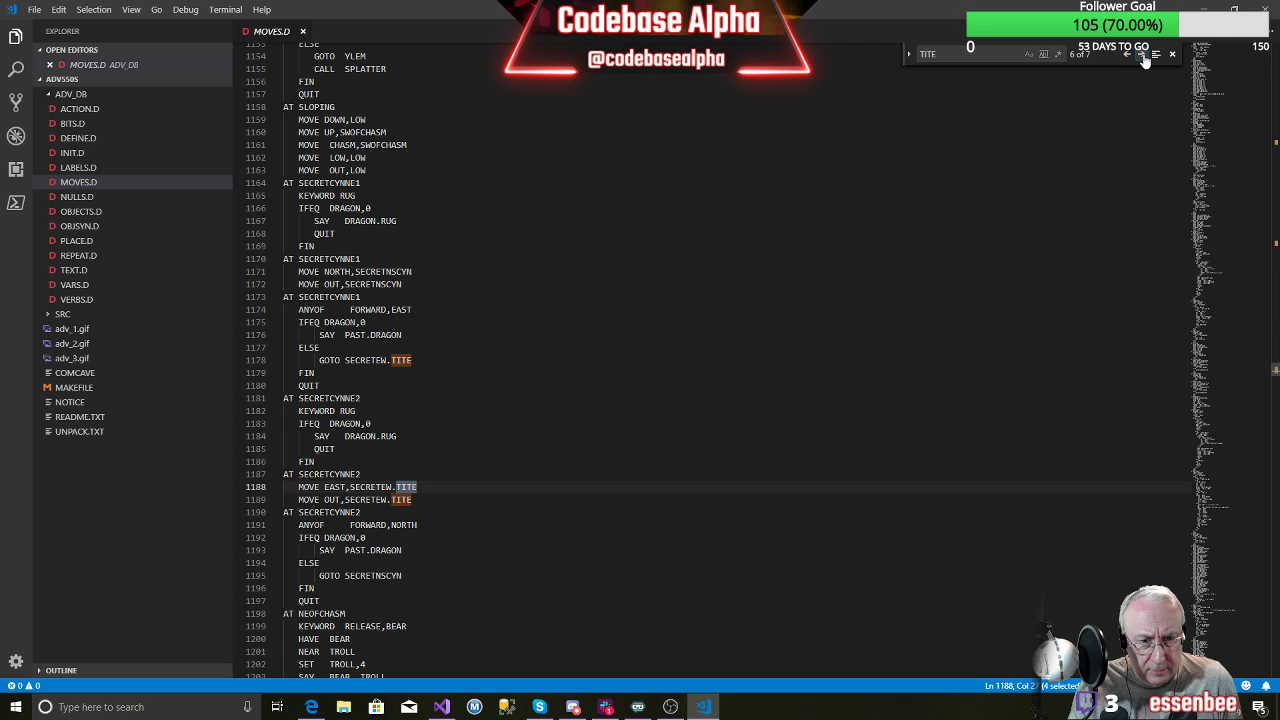 File Edit Selection View Go Debug Terminal Help
Follower Goal
105 (70.00%)
0
53 DAYS TO GO
150
Codebase Alpha
@codebasealpha
EXPLORER
MOVES.D
TITE
6 of 7
OPEN EDITORS
MOVES.D ADV_DB
ADV550S
ADV_DB
ACTION.D
BITS.D
DEFINE.D
INIT.D
LABELS.D
MOVES.D
NULLS.D
OBJECTS.D
OBJSYN.D
PLACE.D
REPEAT.D
TEXT.D
VARS.D
VERBS.D
SRC
adv_1.gif
adv_2.gif
adv_3.gif
COMCAVE
MAKEFILE
NOTICE
README.TXT
UNPACK.TXT
OUTLINE
1153 ELSE
1154 GOTO YLEM
1155 CALL SPLATTER
1156 FIN
1157 QUIT
1158 AT SLOPING
1159 MOVE DOWN,LOW
1160 MOVE UP,SWOFCHASM
1161 MOVE CHASM,SWOFCHASM
1162 MOVE LOW,LOW
1163 MOVE OUT,LOW
1164 AT SECRETCYNNE1
1165 KEYWORD RUG
1166 IFEQ DRAGON,0
1167 SAY DRAGON.RUG
1168 QUIT
1169 FIN
1170 AT SECRETCYNNE1
1171 MOVE NORTH,SECRETNSCYN
1172 MOVE OUT,SECRETNSCYN
1173 AT SECRETCYNNE1
1174 ANYOF FORWARD,EAST
1175 IFEQ DRAGON,0
1176 SAY PAST.DRAGON
1177 ELSE
1178 GOTO SECRETEW.TITE
1179 FIN
1180 QUIT
1181 AT SECRETCYNNE2
1182 KEYWORD RUG
1183 IFEQ DRAGON,0
1184 SAY DRAGON.RUG
1185 QUIT
1186 FIN
1187 AT SECRETCYNNE2
1188 MOVE EAST,SECRETEW.TITE
1189 MOVE OUT,SECRETEW.TITE
1190 AT SECRETCYNNE2
1191 ANYOF FORWARD,NORTH
1192 IFEQ DRAGON,0
1193 SAY PAST.DRAGON
1194 ELSE
1195 GOTO SECRETNSCYN
1196 FIN
1197 QUIT
1198 AT NEOFCHASM
1199 KEYWORD RELEASE,BEAR
1200 HAVE BEAR
1201 NEAR TROLL
1202 SET TROLL,4
0 0
Ln 1188, Col 27 (4 selected)
Type here to search
3
essenbee